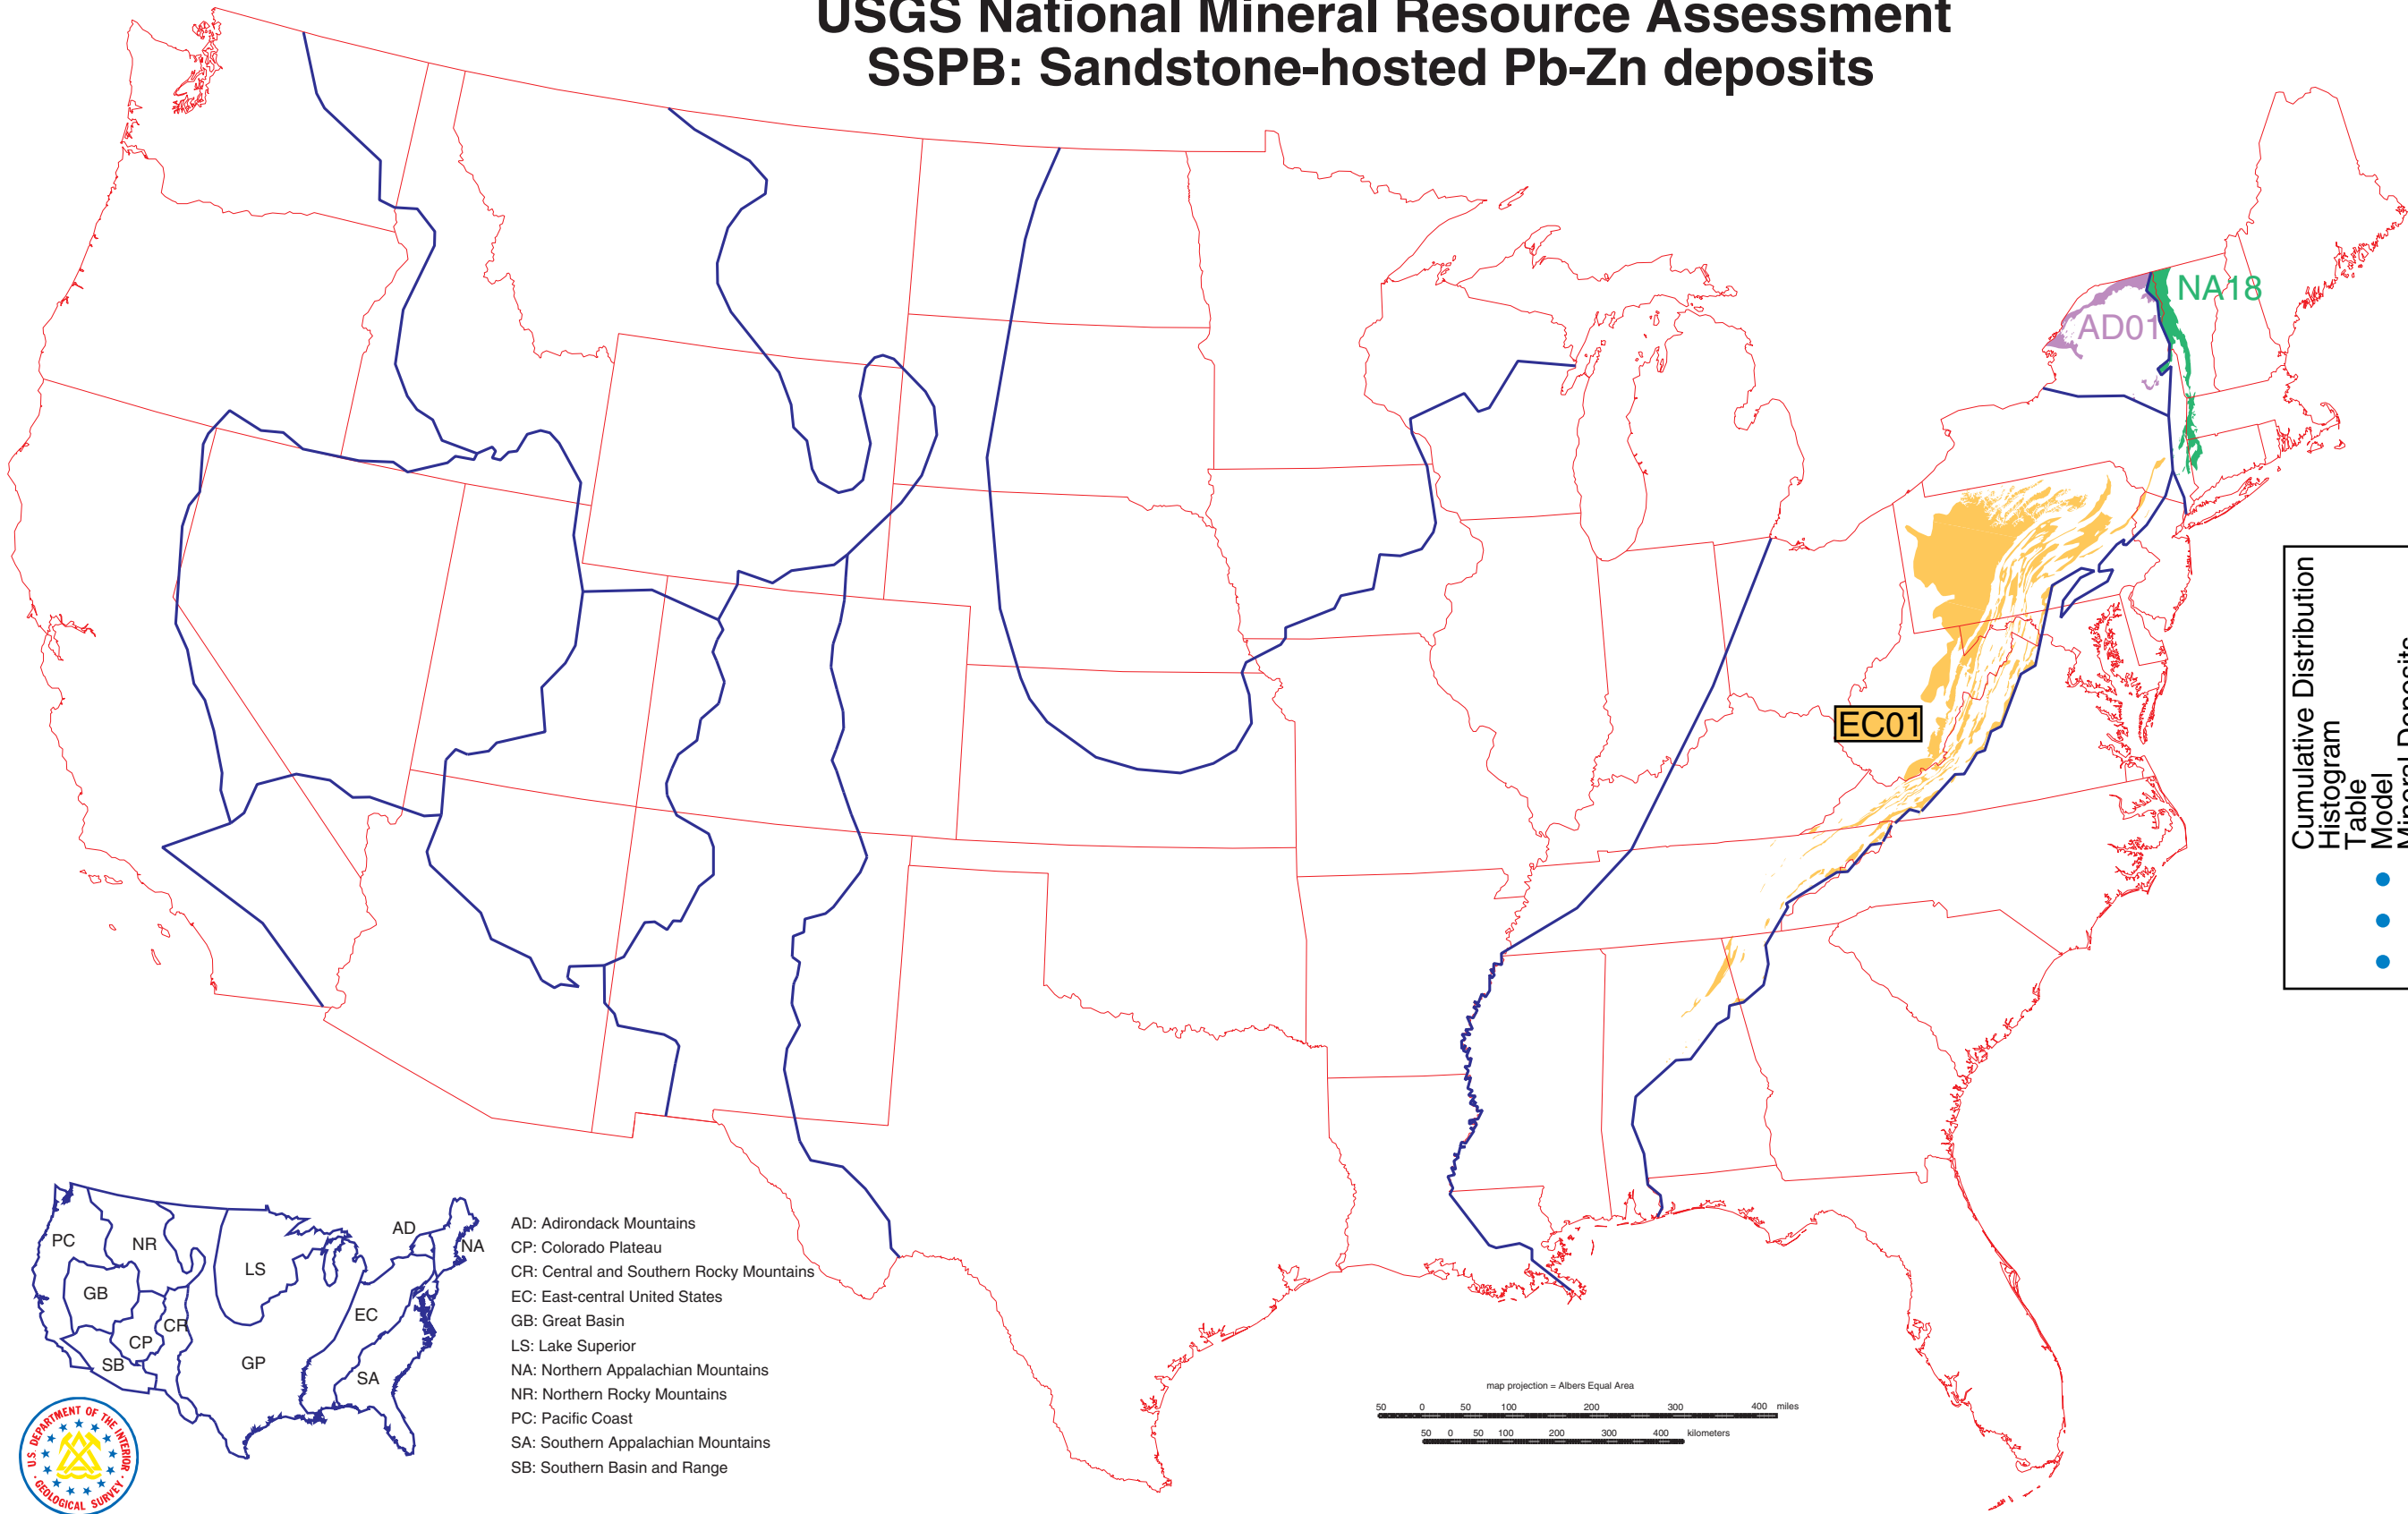 USGS National Mineral Resource Assessment
SSPB: Sandstone-hosted Pb-Zn deposits
NA18
AD01
EC01
Cumulative Distribution
Histogram
Table
Model
Mineral Deposits
PC
NR
GB
CP
CR
SB
LS
GP
EC
SA
AD
NA
AD: Adirondack Mountains
CP: Colorado Plateau
CR: Central and Southern Rocky Mountains
EC: East-central United States
GB: Great Basin
LS: Lake Superior
NA: Northern Appalachian Mountains
NR: Northern Rocky Mountains
PC: Pacific Coast
SA: Southern Appalachian Mountains
SB: Southern Basin and Range
map projection = Albers Equal Area
50 0 50 100 200 300 400 miles
50 0 50 100 200 300 400 kilometers
U.S. DEPARTMENT OF THE INTERIOR
GEOLOGICAL SURVEY